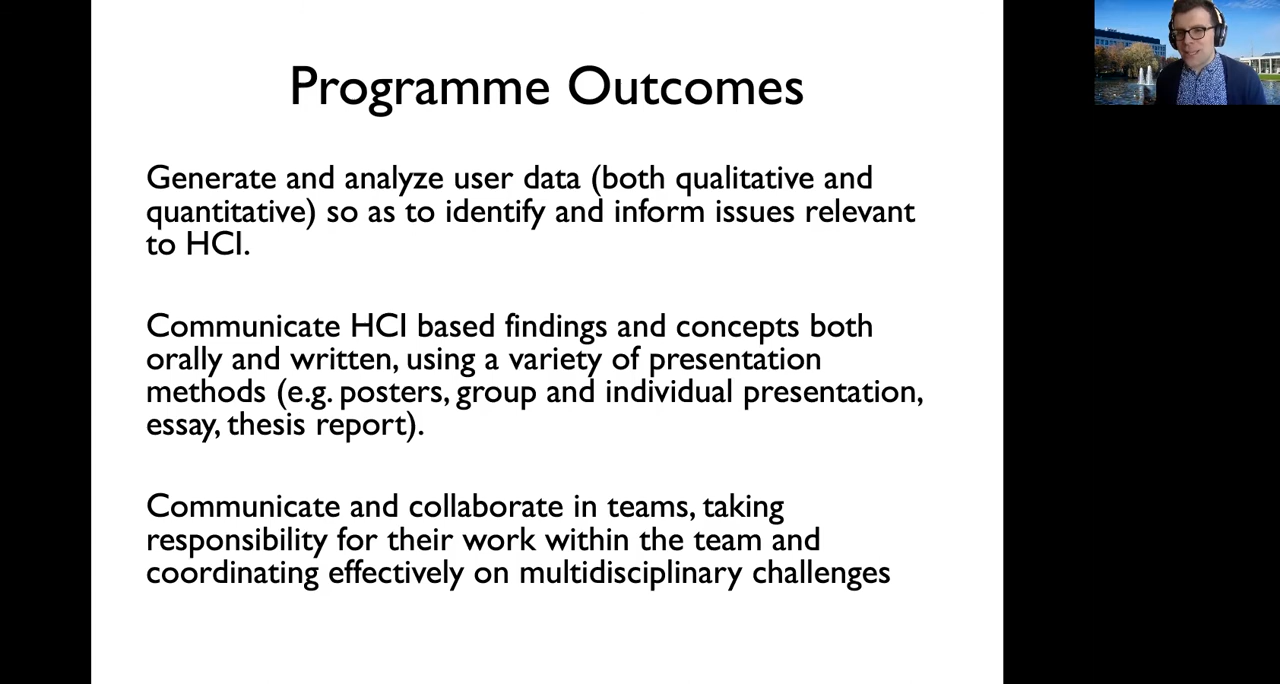 Programme Outcomes
Generate and analyze user data (both qualitative and
quantitative) so as to identify and inform issues relevant
to HCI.
Communicate HCI based findings and concepts both
orally and written, using a variety of presentation
methods (e.g. posters, group and individual presentation,
essay, thesis report).
Communicate and collaborate in teams, taking
responsibility for their work within the team and
coordinating effectively on multidisciplinary challenges